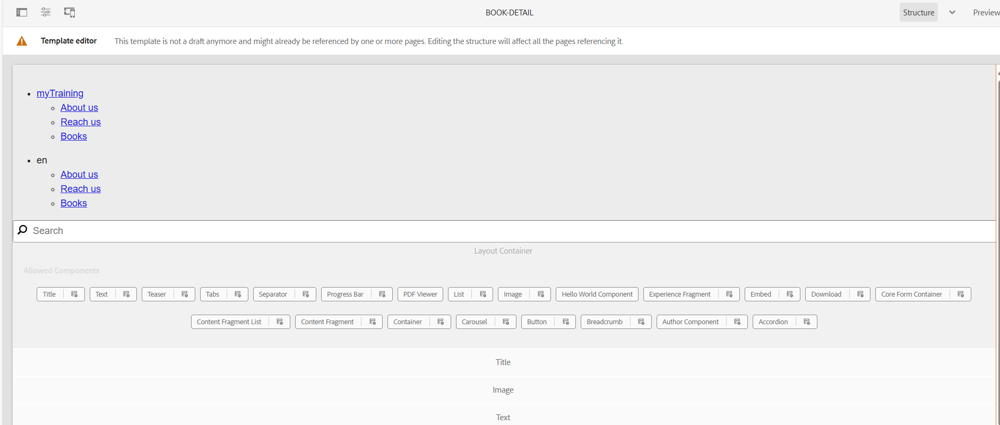 BOOK-DETAIL Structure Preview
Template editor This template is not a draft anymore and might already be referenced by one or more pages. Editing the structure will affect all the pages referencing it.
myTraining
About us
Reach us
Books
en
About us
Reach us
Books
Search
Layout Container
Allowed Components
Title Text Teaser Tabs Separator Progress Bar PDF Viewer List Image Hello World Component Experience Fragment Embed Download Core Form Container
Content Fragment List Content Fragment Container Carousel Button Breadcrumb Author Component Accordion
Title
Image
Text